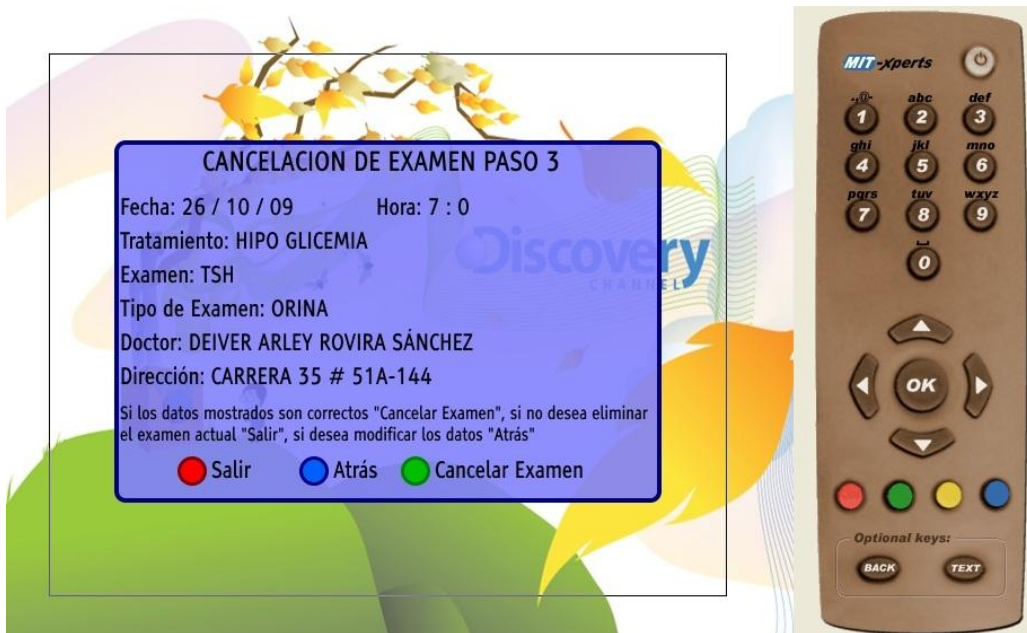 CANCELACION DE EXAMEN PASO 3
Fecha: 26 / 10 / 09 Hora: 7 : 0
Tratamiento: HIPO GLICEMIA
Examen: TSH
Tipo de Examen: ORINA
Doctor: DEIVER ARLEY ROVIRA SÁNCHEZ
Dirección: CARRERA 35 # 51A-144
Si los datos mostrados son correctos "Cancelar Examen", si no desea eliminar
el examen actual "Salir", si desea modificar los datos "Atrás"
Salir Atrás Cancelar Examen
Discovery
CHANNEL
MIT-xperts
.,@- abc def
1 2 3
ghi jkl mno
4 5 6
pqrs tuv wxyz
7 8 9
0
OK
Optional keys:
BACK TEXT